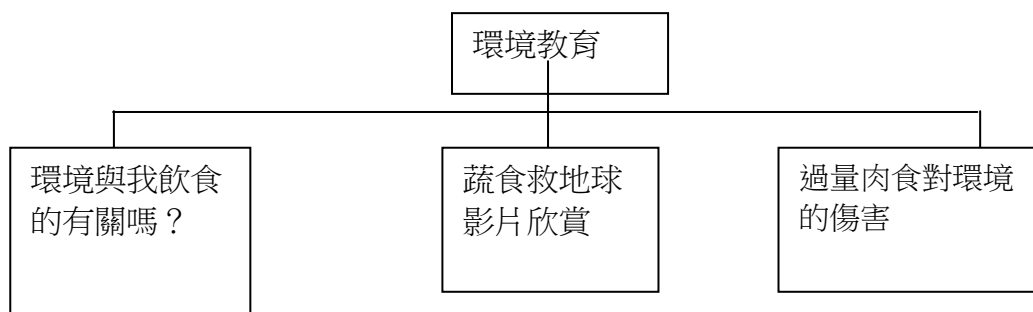 環境教育
環境與我飲食
的有關嗎？
蔬食救地球
影片欣賞
過量肉食對環境
的傷害